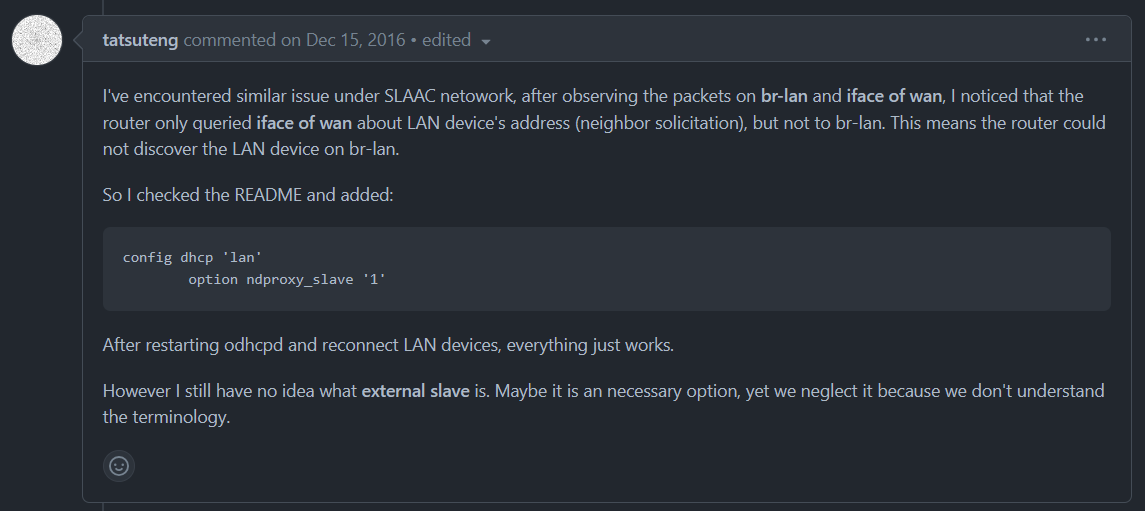 tatsuteng commented on Dec 15, 2016 • edited
I've encountered similar issue under SLAAC netowork, after observing the packets on br-lan and iface of wan, I noticed that the
router only queried iface of wan about LAN device's address (neighbor solicitation), but not to br-lan. This means the router could
not discover the LAN device on br-lan.
So I checked the README and added:
config dhcp 'lan'
        option ndproxy_slave '1'
After restarting odhcpd and reconnect LAN devices, everything just works.
However I still have no idea what external slave is. Maybe it is an necessary option, yet we neglect it because we don't understand
the terminology.